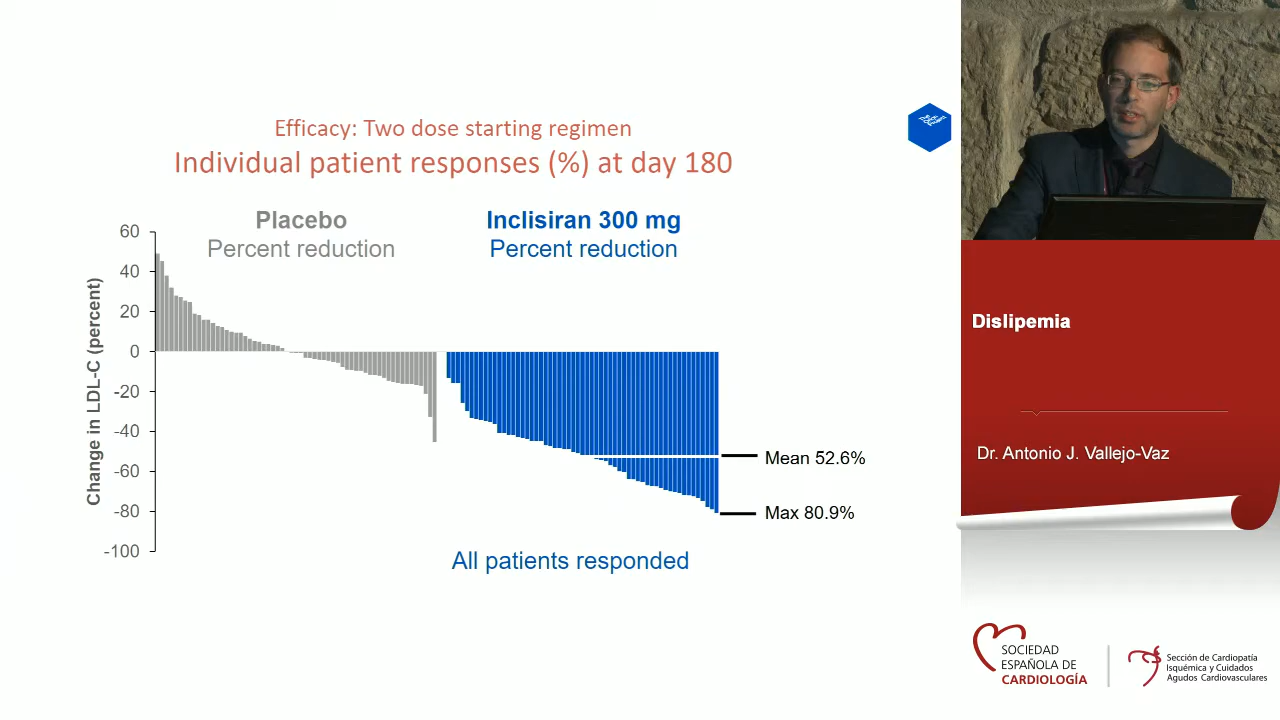 Efficacy: Two dose starting regimen
Individual patient responses (%) at day 180
The
Orion
Project
Placebo
Percent reduction
Inclisiran 300 mg
Percent reduction
Change in LDL-C (percent)
60
40
20
0
-20
-40
-60
-80
-100
Mean 52.6%
Max 80.9%
All patients responded
Dislipemia
Dr. Antonio J. Vallejo-Vaz
SOCIEDAD
ESPAÑOLA DE
CARDIOLOGÍA
Sección de Cardiopatía
Isquémica y Cuidados
Agudos Cardiovasculares